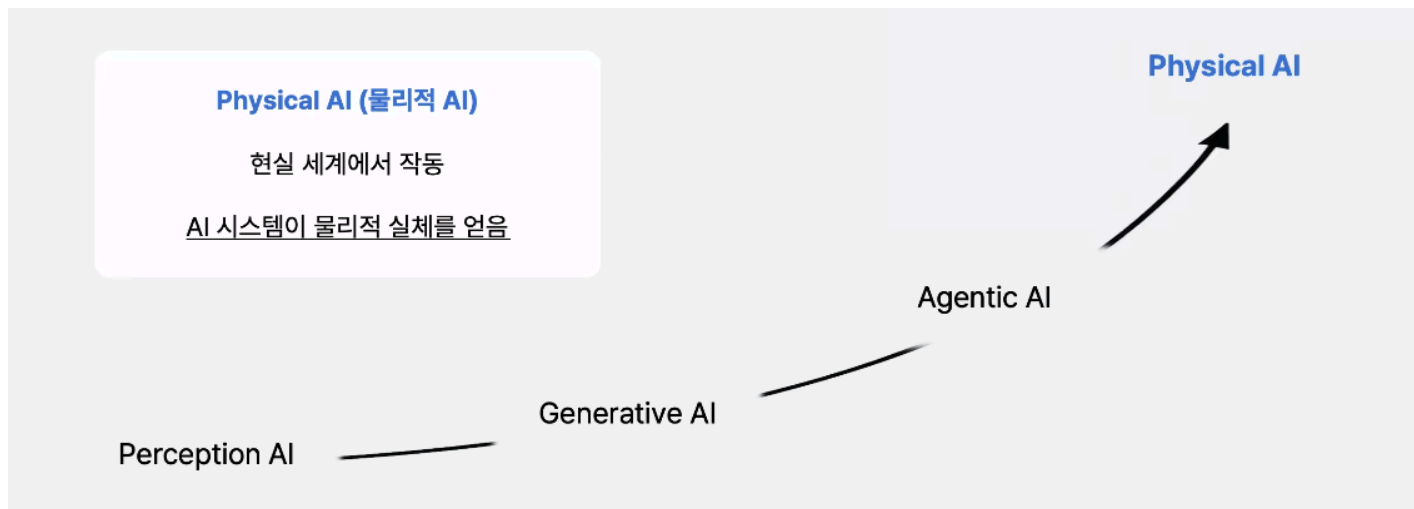 Physical AI
Physical AI (물리적 AI)
현실 세계에서 작동
AI 시스템이 물리적 실체를 얻음
Agentic AI
Generative AI
Perception AI